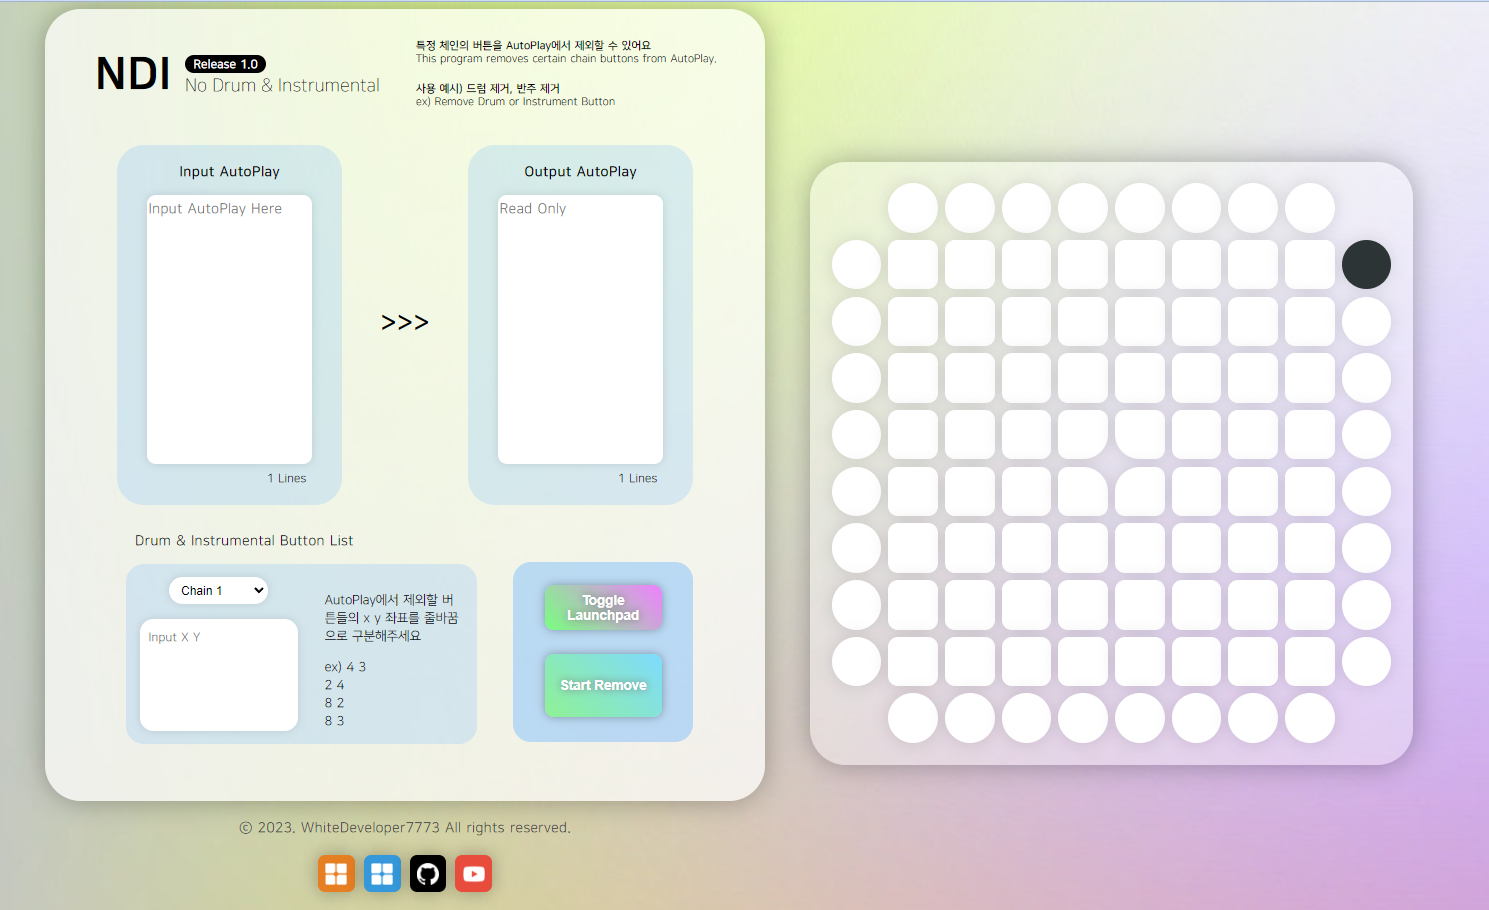 NDI
Release 1.0
No Drum & Instrumental
특정 체인의 버튼을 AutoPlay에서 제외할 수 있어요
This program removes certain chain buttons from AutoPlay.
사용 예시) 드럼 제거, 반주 제거
ex) Remove Drum or Instrument Button
Input AutoPlay
Input AutoPlay Here
1 Lines
>>>
Output AutoPlay
Read Only
1 Lines
Drum & Instrumental Button List
Chain 1
Input X Y
AutoPlay에서 제외할 버
튼들의 x y 좌표를 줄바꿈
으로 구분해주세요
ex) 4 3
2 4
8 2
8 3
Toggle
Launchpad
Start Remove
© 2023. WhiteDeveloper7773 All rights reserved.